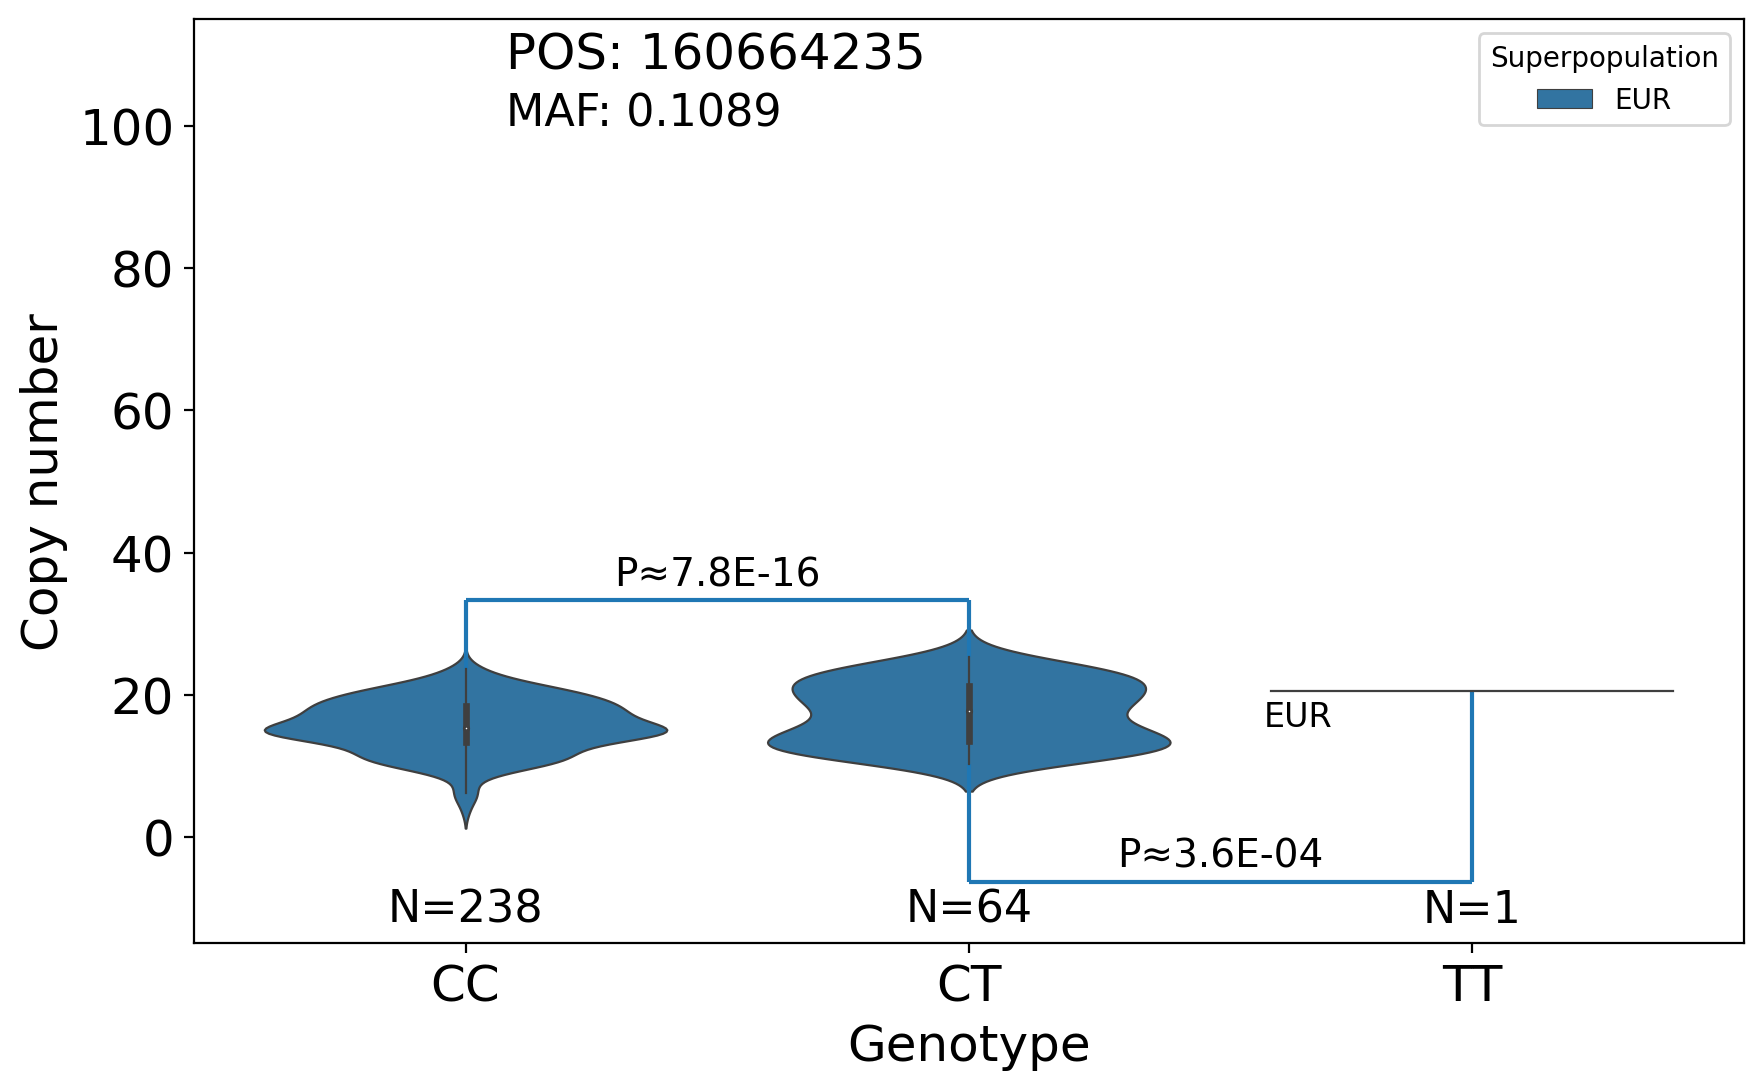 POS: 160664235
MAF: 0.1089
Superpopulation
EUR
Copy number
100
80
60
40
20
0
P≈7.8E-16
EUR
P≈3.6E-04
N=238
N=64
N=1
CC
CT
TT
Genotype